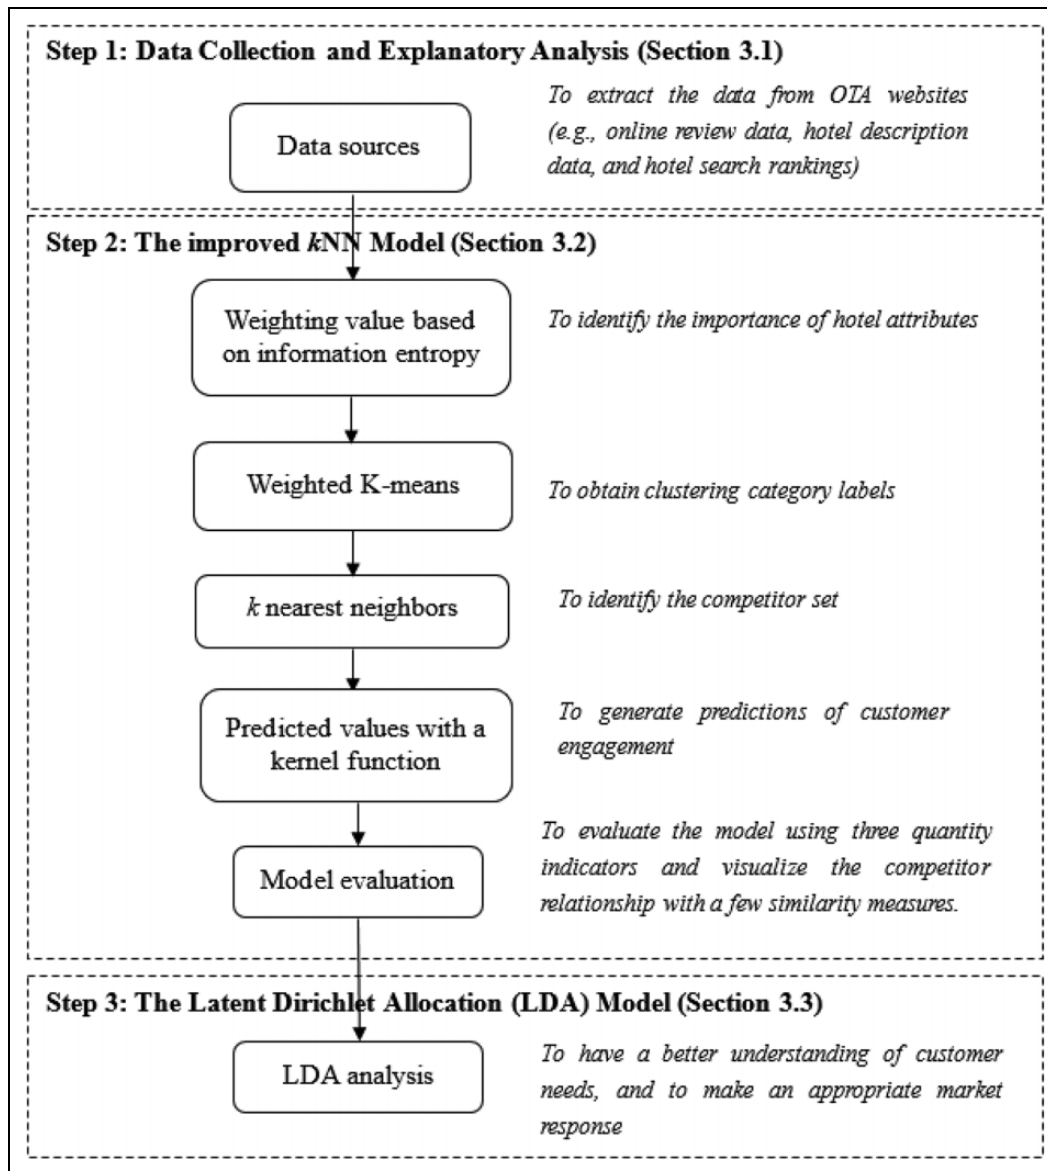 Step 1: Data Collection and Explanatory Analysis (Section 3.1)
Data sources
To extract the data from OTA websites
(e.g., online review data, hotel description
data, and hotel search rankings)
Step 2: The improved kNN Model (Section 3.2)
Weighting value based
on information entropy
To identify the importance of hotel attributes
Weighted K-means
To obtain clustering category labels
k nearest neighbors
To identify the competitor set
Predicted values with a
kernel function
To generate predictions of customer
engagement
Model evaluation
To evaluate the model using three quantity
indicators and visualize the competitor
relationship with a few similarity measures.
Step 3: The Latent Dirichlet Allocation (LDA) Model (Section 3.3)
LDA analysis
To have a better understanding of customer
needs, and to make an appropriate market
response